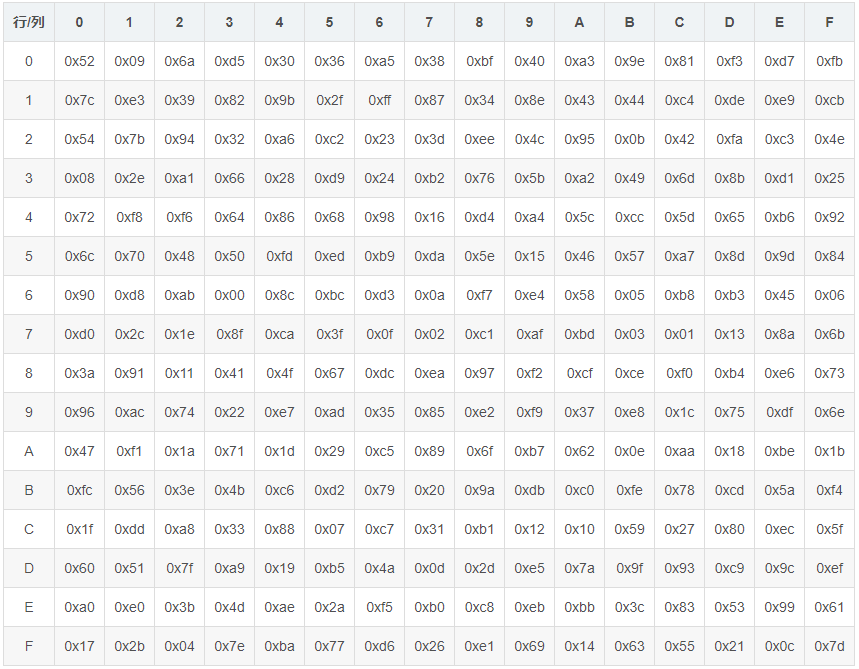 行/列 0 1 2 3 4 5 6 7 8 9 A B C D E F
0 0x52 0x09 0x6a 0xd5 0x30 0x36 0xa5 0x38 0xbf 0x40 0xa3 0x9e 0x81 0xf3 0xd7 0xfb
1 0x7c 0xe3 0x39 0x82 0x9b 0x2f 0xff 0x87 0x34 0x8e 0x43 0x44 0xc4 0xde 0xe9 0xcb
2 0x54 0x7b 0x94 0x32 0xa6 0xc2 0x23 0x3d 0xee 0x4c 0x95 0x0b 0x42 0xfa 0xc3 0x4e
3 0x08 0x2e 0xa1 0x66 0x28 0xd9 0x24 0xb2 0x76 0x5b 0xa2 0x49 0x6d 0x8b 0xd1 0x25
4 0x72 0xf8 0xf6 0x64 0x86 0x68 0x98 0x16 0xd4 0xa4 0x5c 0xcc 0x5d 0x65 0xb6 0x92
5 0x6c 0x70 0x48 0x50 0xfd 0xed 0xb9 0xda 0x5e 0x15 0x46 0x57 0xa7 0x8d 0x9d 0x84
6 0x90 0xd8 0xab 0x00 0x8c 0xbc 0xd3 0x0a 0xf7 0xe4 0x58 0x05 0xb8 0xb3 0x45 0x06
7 0xd0 0x2c 0x1e 0x8f 0xca 0x3f 0x0f 0x02 0xc1 0xaf 0xbd 0x03 0x01 0x13 0x8a 0x6b
8 0x3a 0x91 0x11 0x41 0x4f 0x67 0xdc 0xea 0x97 0xf2 0xcf 0xce 0xf0 0xb4 0xe6 0x73
9 0x96 0xac 0x74 0x22 0xe7 0xad 0x35 0x85 0xe2 0xf9 0x37 0xe8 0x1c 0x75 0xdf 0x6e
A 0x47 0xf1 0x1a 0x71 0x1d 0x29 0xc5 0x89 0x6f 0xb7 0x62 0x0e 0xaa 0x18 0xbe 0x1b
B 0xfc 0x56 0x3e 0x4b 0xc6 0xd2 0x79 0x20 0x9a 0xdb 0xc0 0xfe 0x78 0xcd 0x5a 0xf4
C 0x1f 0xdd 0xa8 0x33 0x88 0x07 0xc7 0x31 0xb1 0x12 0x10 0x59 0x27 0x80 0xec 0x5f
D 0x60 0x51 0x7f 0xa9 0x19 0xb5 0x4a 0x0d 0x2d 0xe5 0x7a 0x9f 0x93 0xc9 0x9c 0xef
E 0xa0 0xe0 0x3b 0x4d 0xae 0x2a 0xf5 0xb0 0xc8 0xeb 0xbb 0x3c 0x83 0x53 0x99 0x61
F 0x17 0x2b 0x04 0x7e 0xba 0x77 0xd6 0x26 0xe1 0x69 0x14 0x63 0x55 0x21 0x0c 0x7d